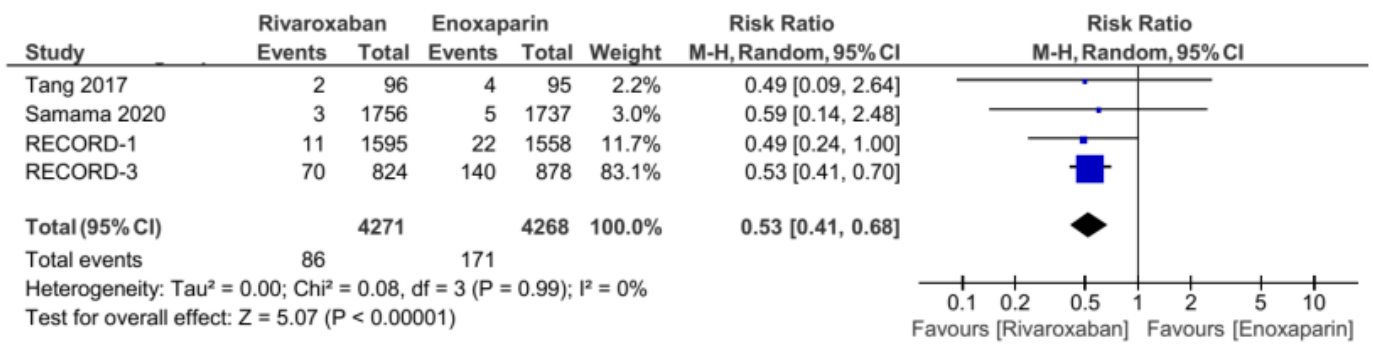 Rivaroxaban Enoxaparin Risk Ratio Risk Ratio
Study Events Total Events Total Weight M-H, Random, 95% CI M-H, Random, 95% CI
Tang 2017 2 96 4 95 2.2% 0.49 [0.09, 2.64]
Samama 2020 3 1756 5 1737 3.0% 0.59 [0.14, 2.48]
RECORD-1 11 1595 22 1558 11.7% 0.49 [0.24, 1.00]
RECORD-3 70 824 140 878 83.1% 0.53 [0.41, 0.70]
Total (95% CI) 4271 4268 100.0% 0.53 [0.41, 0.68]
Total events 86 171
Heterogeneity: Tau² = 0.00; Chi² = 0.08, df = 3 (P = 0.99); I² = 0%
Test for overall effect: Z = 5.07 (P < 0.00001)
0.1 0.2 0.5 1 2 5 10
Favours [Rivaroxaban] Favours [Enoxaparin]